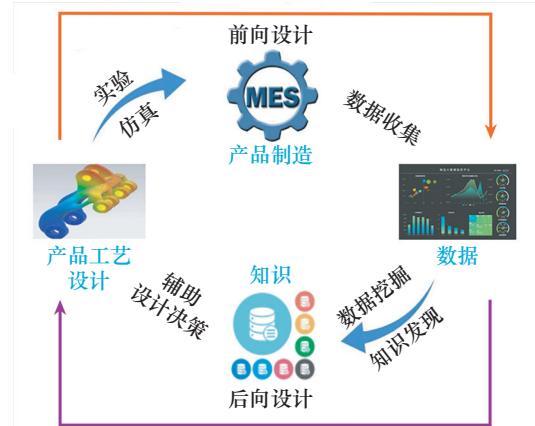 前向设计
实验
仿真
MES
产品制造
数据收集
产品工艺
设计
数据
知识
辅助
设计决策
数据挖掘
知识发现
后向设计